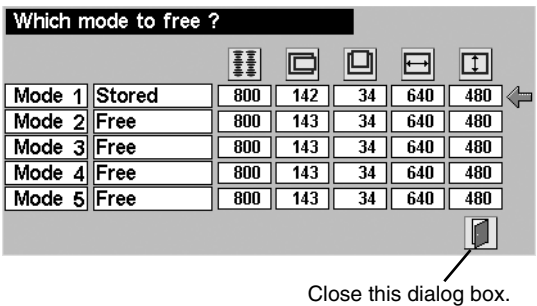 Which mode to free ?
Mode 1 Stored 800 142 34 640 480
Mode 2 Free 800 143 34 640 480
Mode 3 Free 800 143 34 640 480
Mode 4 Free 800 143 34 640 480
Mode 5 Free 800 143 34 640 480
Close this dialog box.